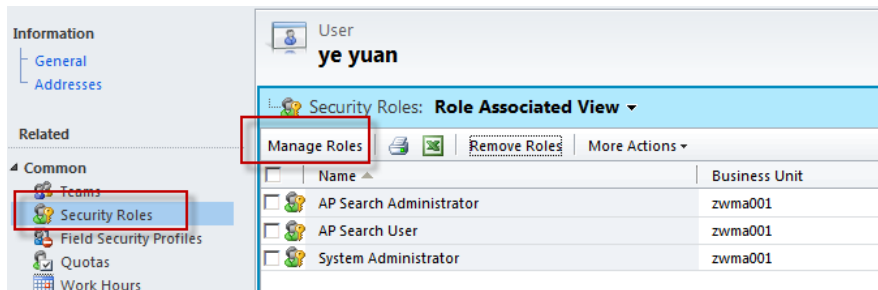 Information
General
Addresses
Related
Common
Teams
Security Roles
Field Security Profiles
Quotas
Work Hours
User
ye yuan
Security Roles: Role Associated View
Manage Roles Remove Roles More Actions
Name Business Unit
AP Search Administrator zwma001
AP Search User zwma001
System Administrator zwma001